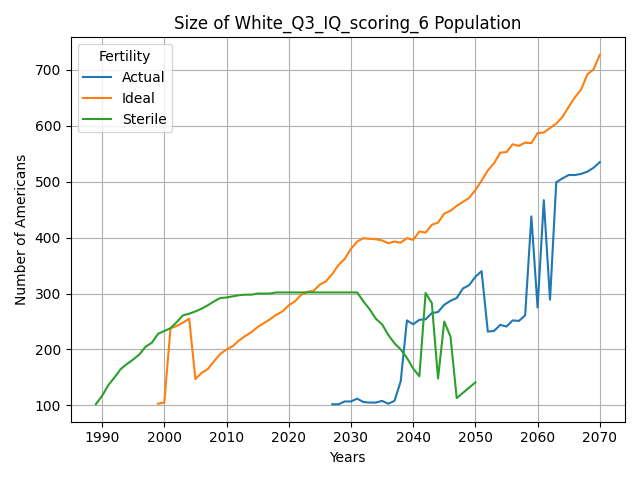 Size of White_Q3_IQ_scoring_6 Population
Fertility
Actual
Ideal
Sterile
Number of Americans
700
600
500
400
300
200
100
1990
2000
2010
2020
2030
2040
2050
2060
2070
Years